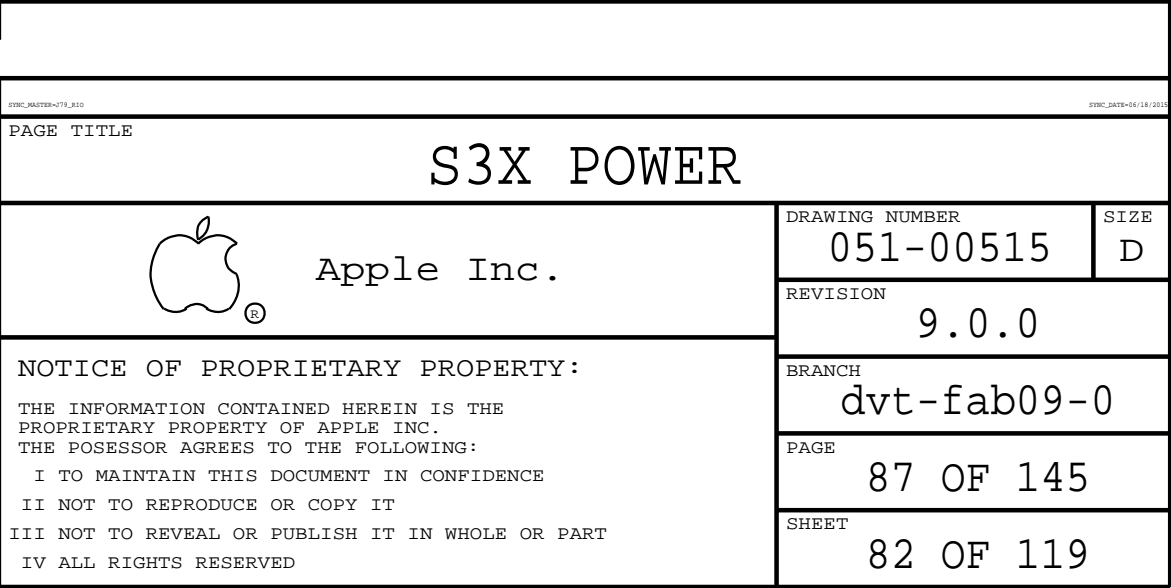 SYNC_MASTER=J79_RIO
SYNC_DATE=06/18/2015
PAGE TITLE
S3X POWER
Apple Inc.
R
DRAWING NUMBER
051-00515
SIZE
D
REVISION
9.0.0
BRANCH
dvt-fab09-0
PAGE
87 OF 145
SHEET
82 OF 119
NOTICE OF PROPRIETARY PROPERTY:
THE INFORMATION CONTAINED HEREIN IS THE
PROPRIETARY PROPERTY OF APPLE INC.
THE POSESSOR AGREES TO THE FOLLOWING:
I TO MAINTAIN THIS DOCUMENT IN CONFIDENCE
II NOT TO REPRODUCE OR COPY IT
III NOT TO REVEAL OR PUBLISH IT IN WHOLE OR PART
IV ALL RIGHTS RESERVED